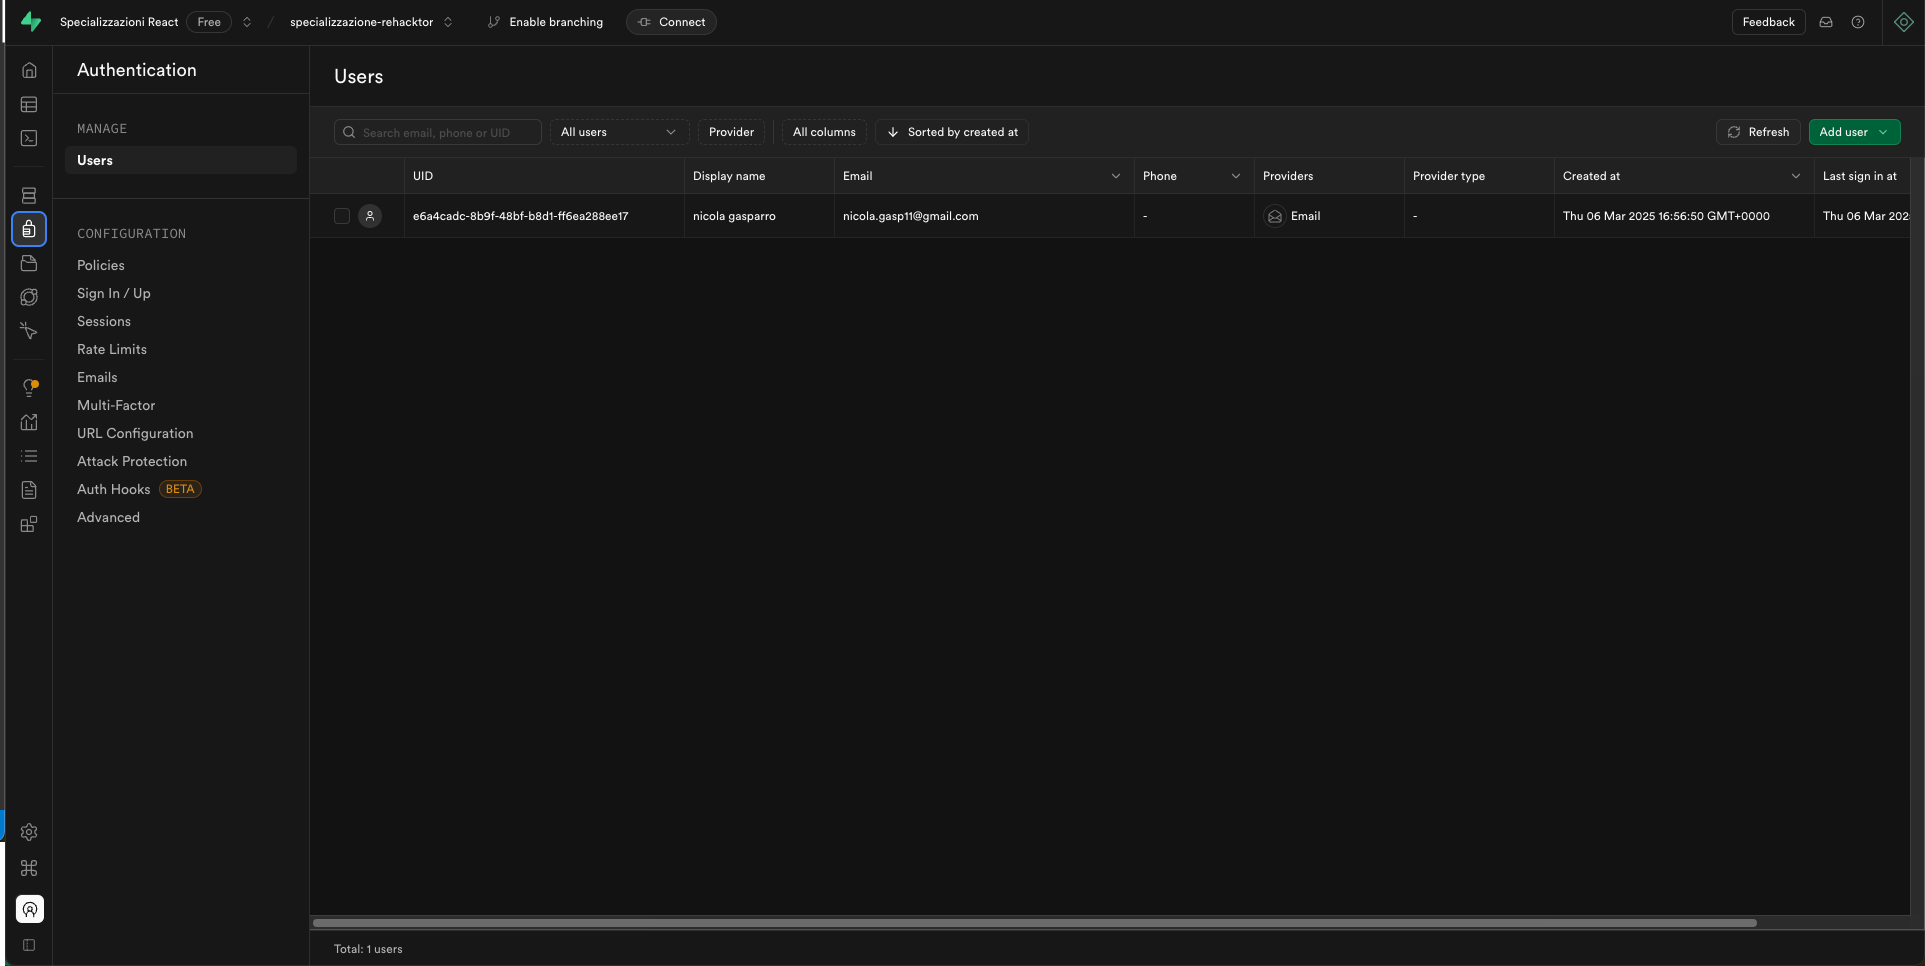 Specializzazioni React Free / specializzazione-rehacktor Enable branching Connect Feedback
Authentication
MANAGE
Users
CONFIGURATION
Policies
Sign In / Up
Sessions
Rate Limits
Emails
Multi-Factor
URL Configuration
Attack Protection
Auth Hooks BETA
Advanced
Users
Search email, phone or UID All users Provider All columns Sorted by created at Refresh Add user
UID Display name Email Phone Providers Provider type Created at Last sign in at
e6a4cadc-8b9f-48bf-b8d1-ff6ea288ee17 nicola gasparro nicola.gasp11@gmail.com - Email - Thu 06 Mar 2025 16:56:50 GMT+0000 Thu 06 Mar 202
Total: 1 users